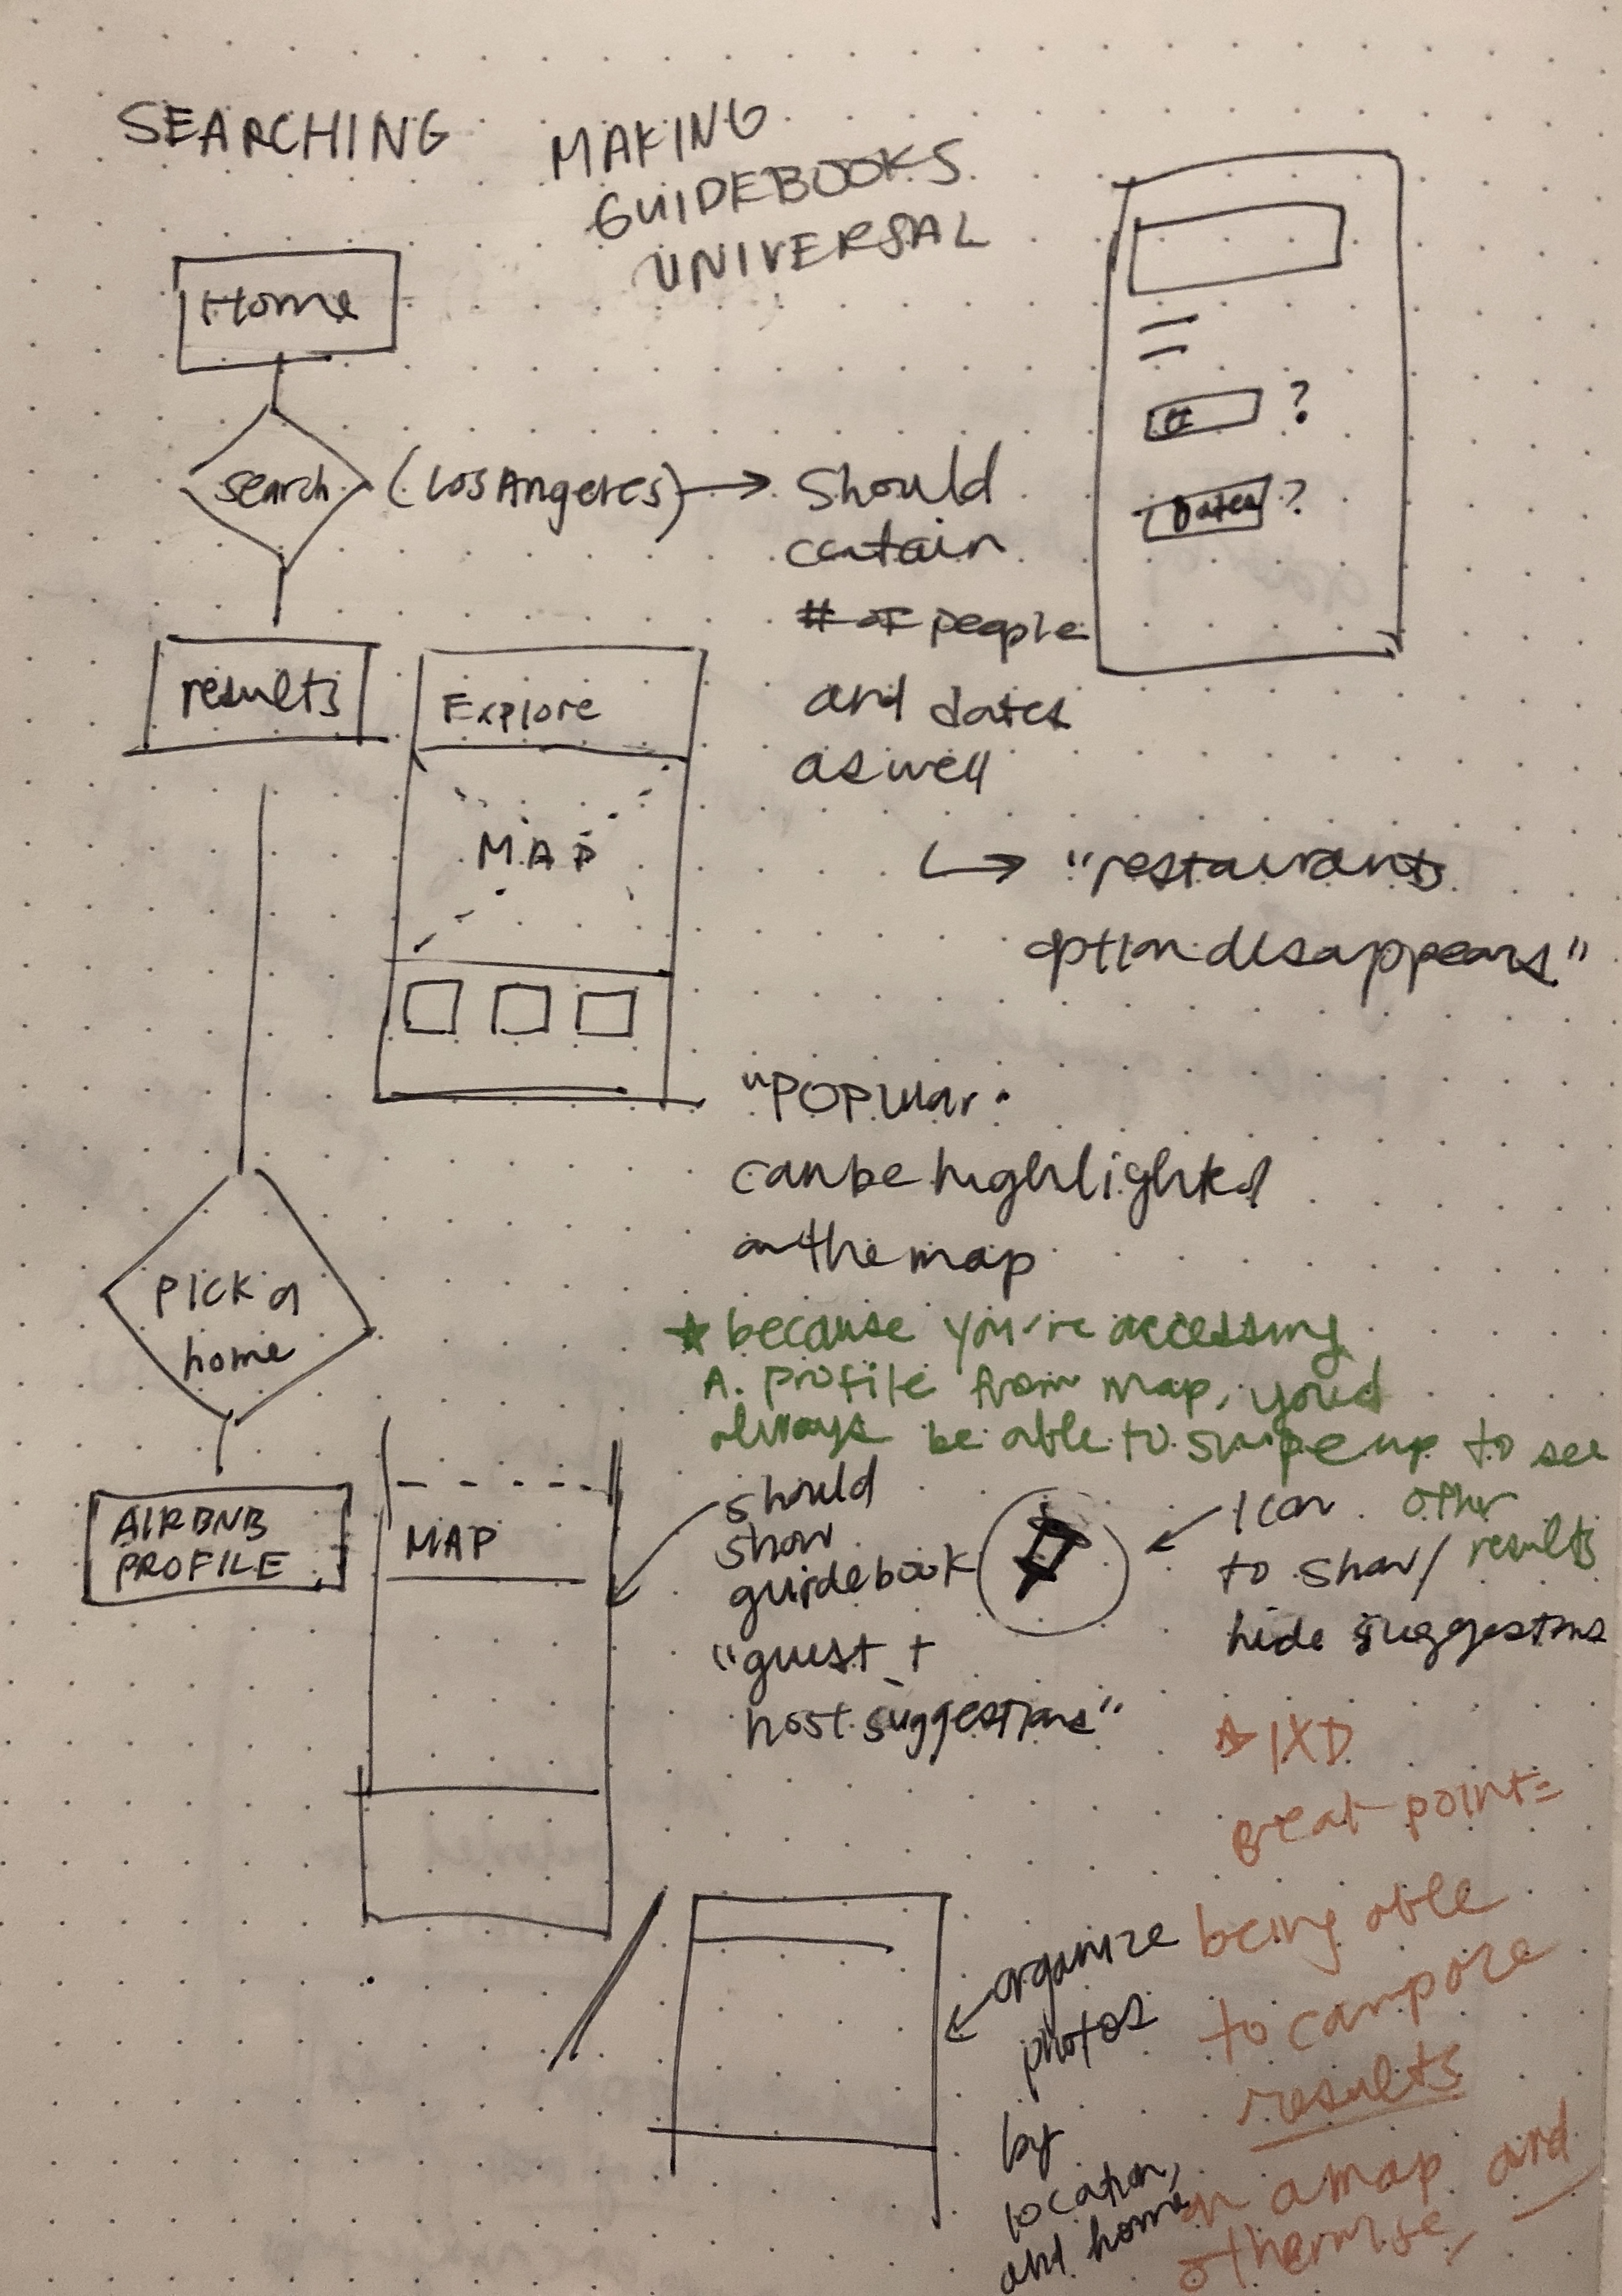 SEARCHING
MAKING
GUIDEBOOKS
UNIVERSAL
Home
search
(Los Angeles)
Should
contain
# of people
and dates
as well
?
Dates ?
results
Explore
MAP
"restaurants
option disappears"
"POPular"
can be highlighted
on the map
pick a
home
★ because you're accessing
A. profile from map, you'd
always be able to swipe up to see
other
results
AIRBNB
PROFILE
MAP
should
show
guidebook
"guest +
host suggestions"
Icon
to show/
hide suggestions
IXD
great point =
being able
to compare
results
on a map and
otherwise,
organize
photos
by
location,
and home